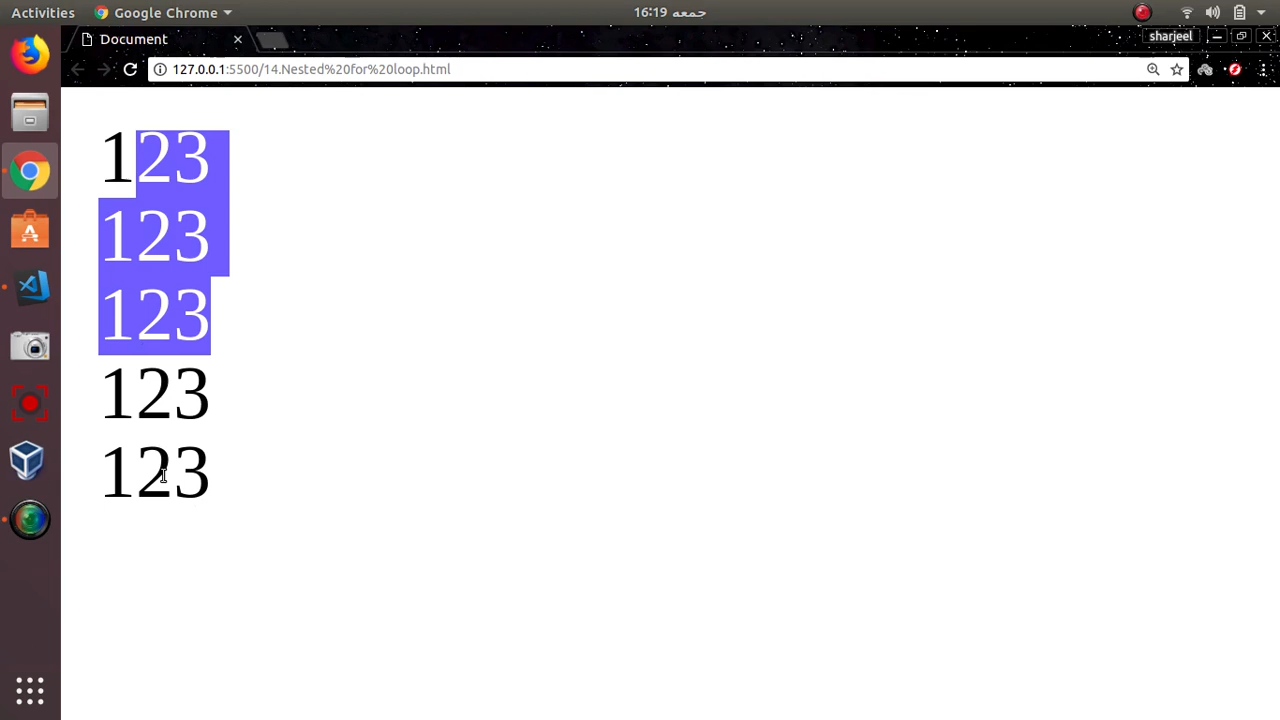 Activities
Google Chrome
جمعه 16:19
Document
sharjeel
127.0.0.1:5500/14.Nested%20for%20loop.html
123
123
123
123
123